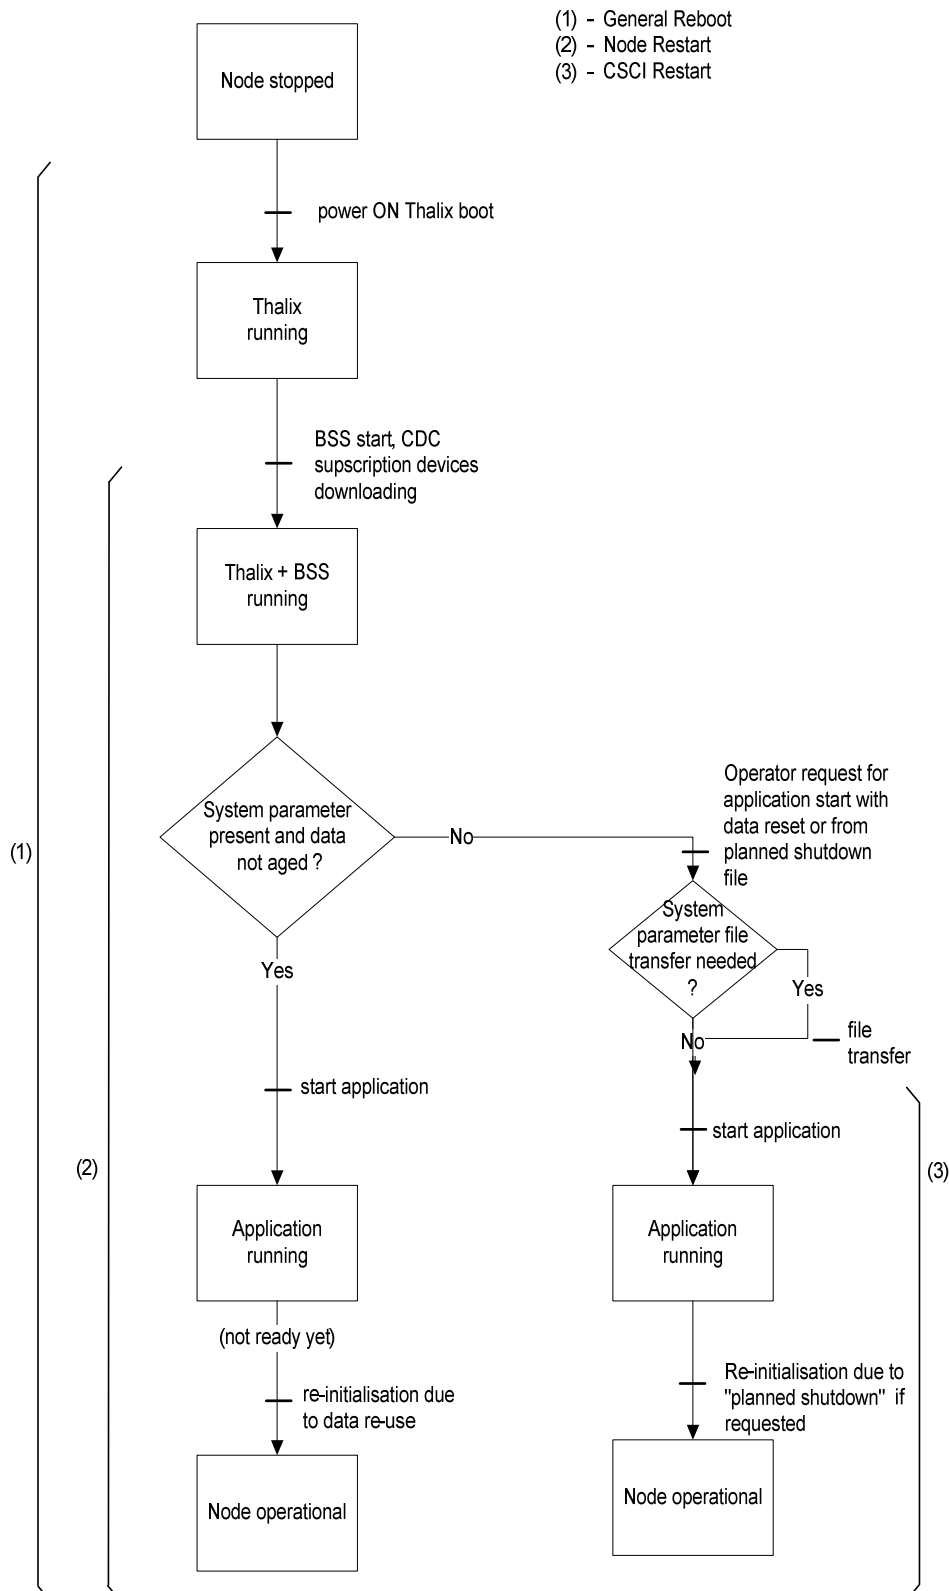 (1) - General Reboot
(2) - Node Restart
(3) - CSCI Restart
Node stopped
power ON Thalix boot
Thalix
running
BSS start, CDC
supscription devices
downloading
Thalix + BSS
running
System parameter
present and data
not aged ?
No
Operator request for
application start with
data reset or from
planned shutdown
file
(1)
System
parameter file
transfer needed
?
Yes
Yes
No
file
transfer
start application
start application
(2)
(3)
Application
running
Application
running
(not ready yet)
re-initialisation due
to data re-use
Re-initialisation due to
"planned shutdown" if
requested
Node operational
Node operational